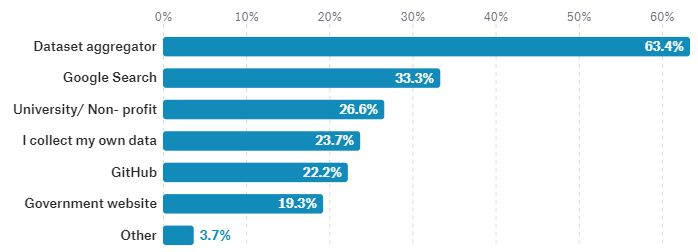 0% 10% 20% 30% 40% 50% 60%
Dataset aggregator 63.4%
Google Search 33.3%
University/ Non- profit 26.6%
I collect my own data 23.7%
GitHub 22.2%
Government website 19.3%
Other 3.7%